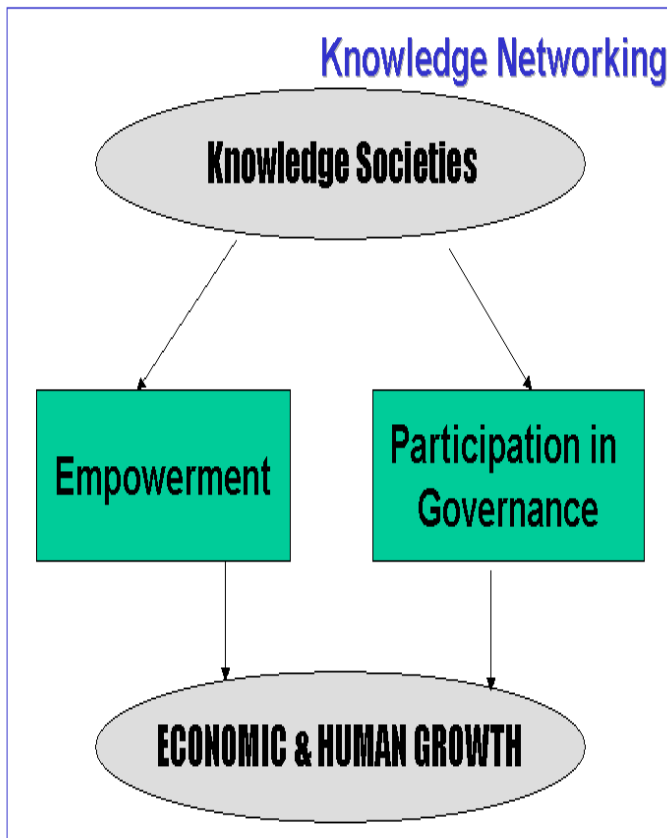 Knowledge Networking
Knowledge Societies
Empowerment
Participation in
Governance
ECONOMIC & HUMAN GROWTH